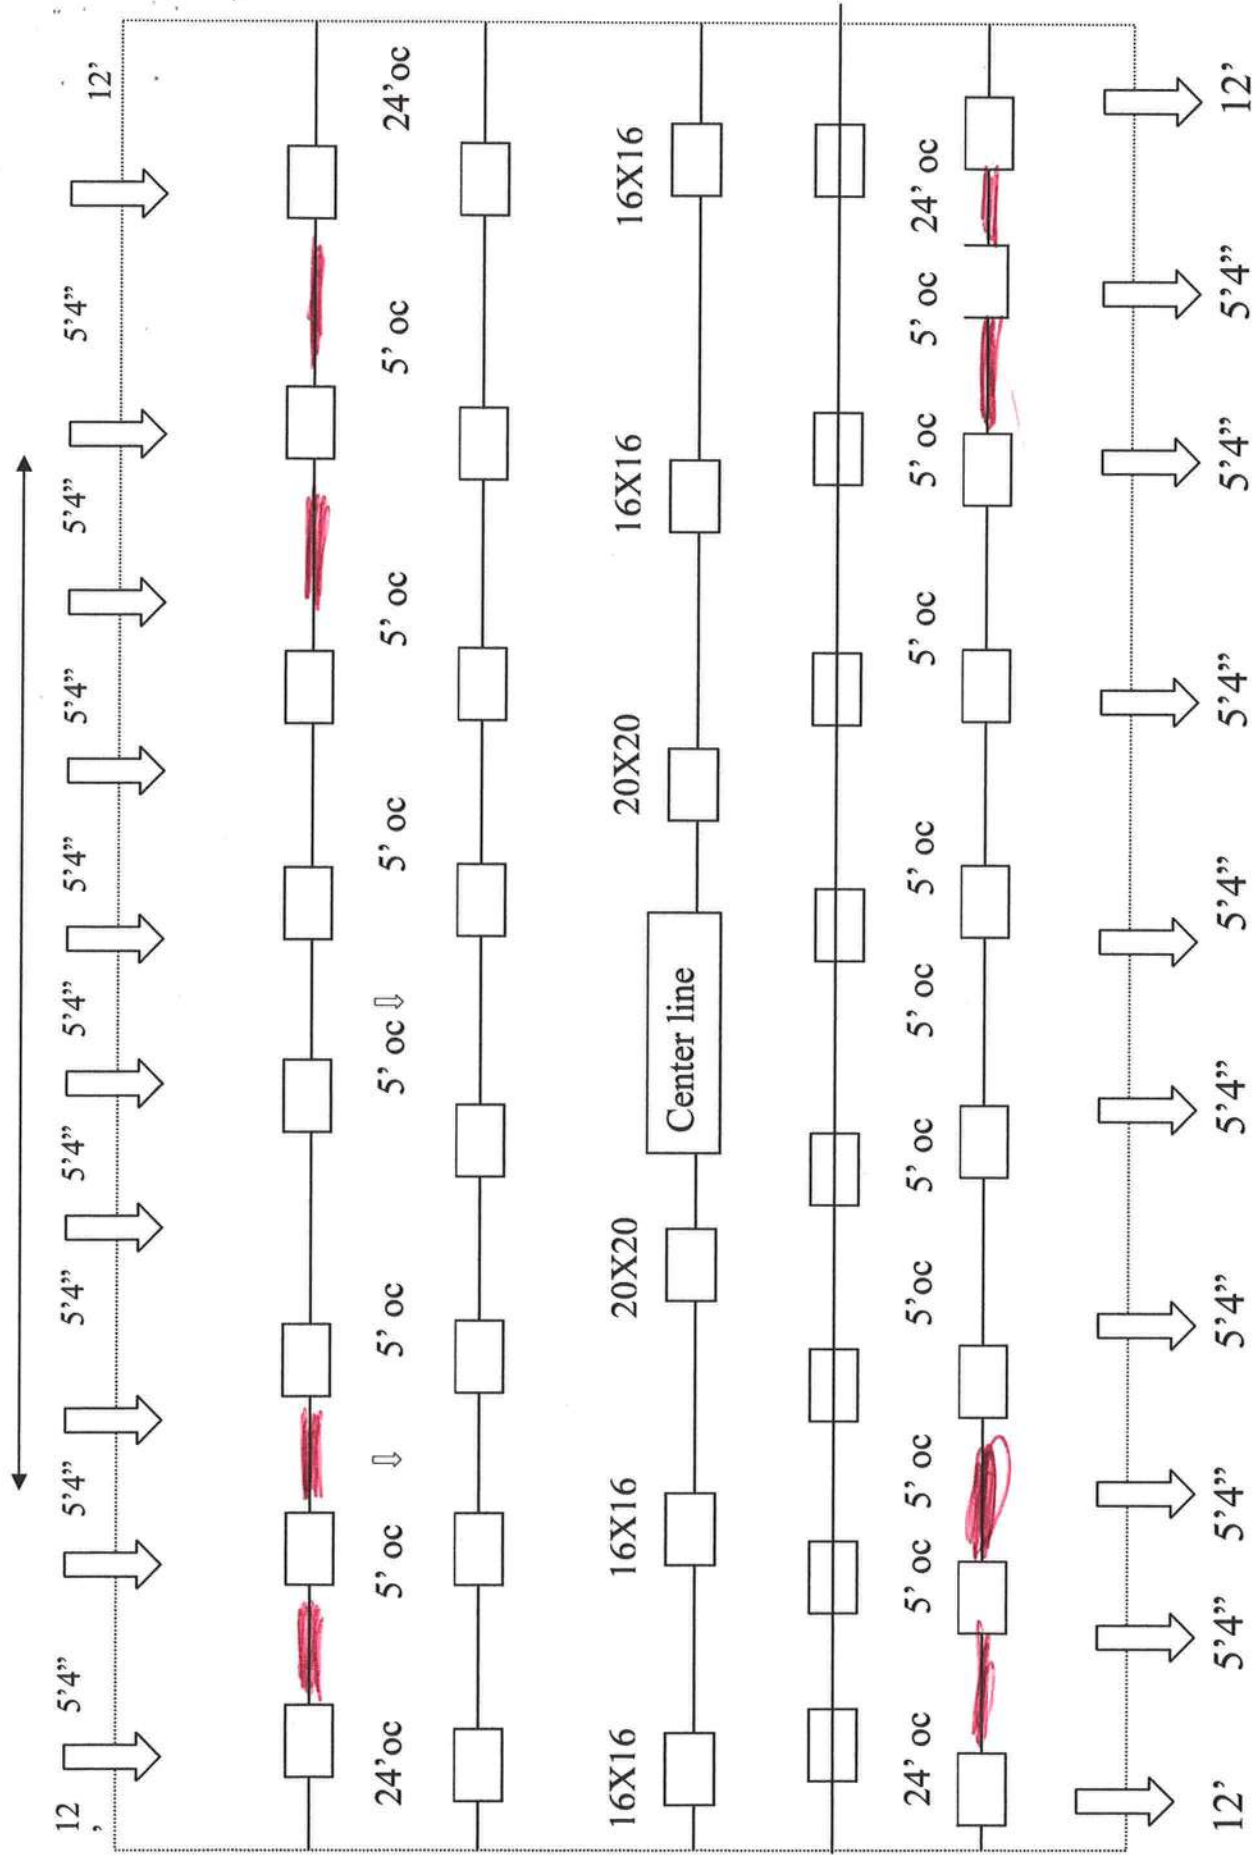 12’ 5’4” 5’4” 5’4” 5’4” 5’4” 5’4” 5’4” 5’4” 5’4” 12’
24’oc 5’ oc 5’ oc 5’ oc 5’ oc 5’ oc 5’ oc 24’oc
16X16 16X16 20X20 20X20 16X16 16X16
Center line
24’ oc 5’ oc 5’ oc 5’oc 5’ oc 5’ oc 5’ oc 5’ oc 5’ oc 5’ oc 24’ oc
12’ 5’4” 5’4” 5’4” 5’4” 5’4” 5’4” 5’4” 5’4” 12’